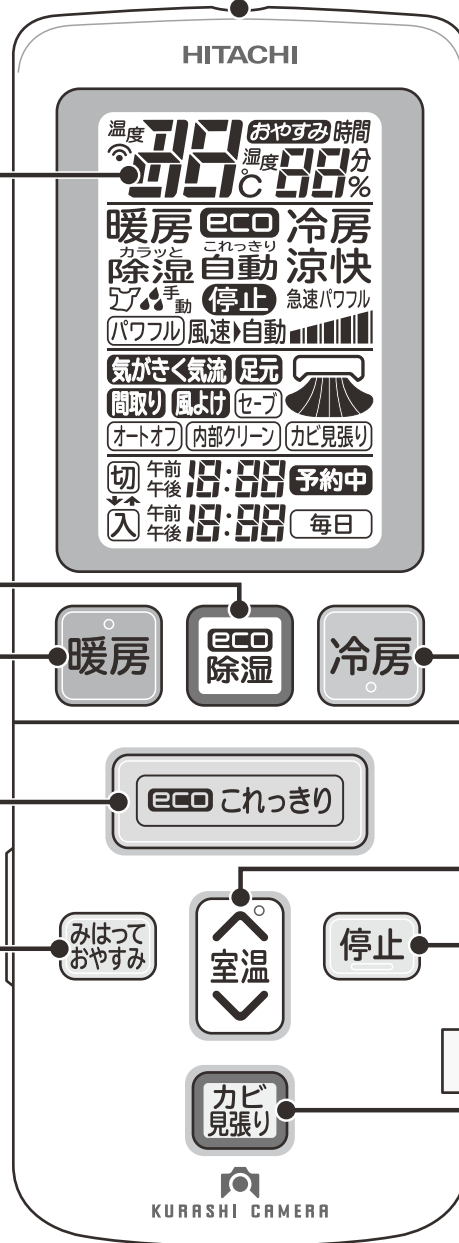 HITACHI
温度 88 おやすみ 時間
℃ 湿度 88 分 %
暖房 eco 冷房
カラッと これっきり
除湿 自動 涼快
手動 停止 急速パワフル
パワフル 風速 自動
気がきく気流 足元
間取り 風よけ セーブ
オートオフ 内部クリーン カビ見張り
切 午前 午後 18:88 予約中
入 午前 午後 18:88 毎日
暖房 eco 除湿 冷房
eco これっきり
みはって
おやすみ
室温
停止
カビ
見張り
KURASHI CAMERA